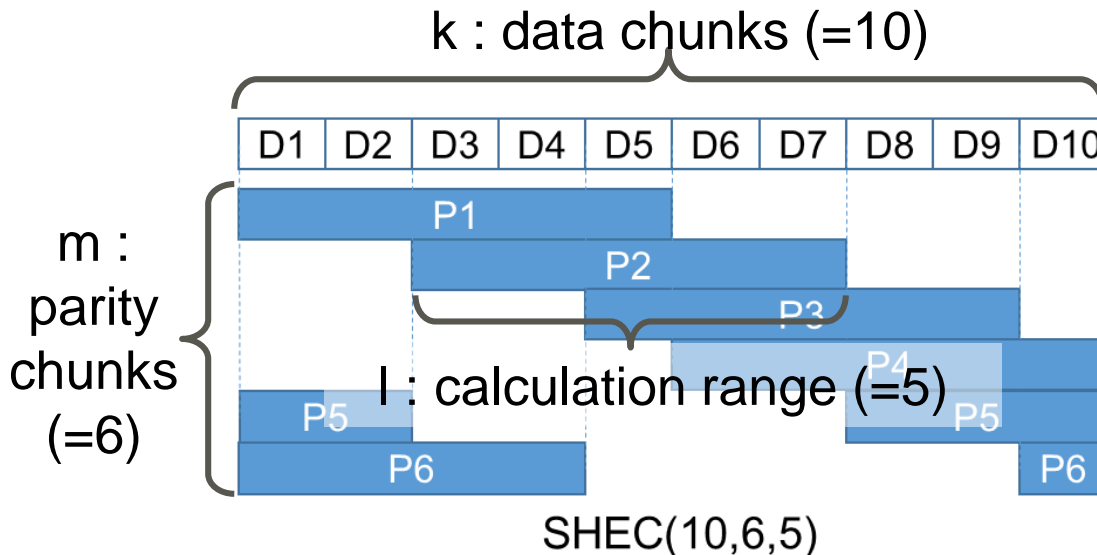 k : data chunks (=10)
D1 D2 D3 D4 D5 D6 D7 D8 D9 D10
P1
m :
parity
chunks
(=6)
P2
P3
P4
l : calculation range (=5)
P5 P5
P6 P6
SHEC(10,6,5)